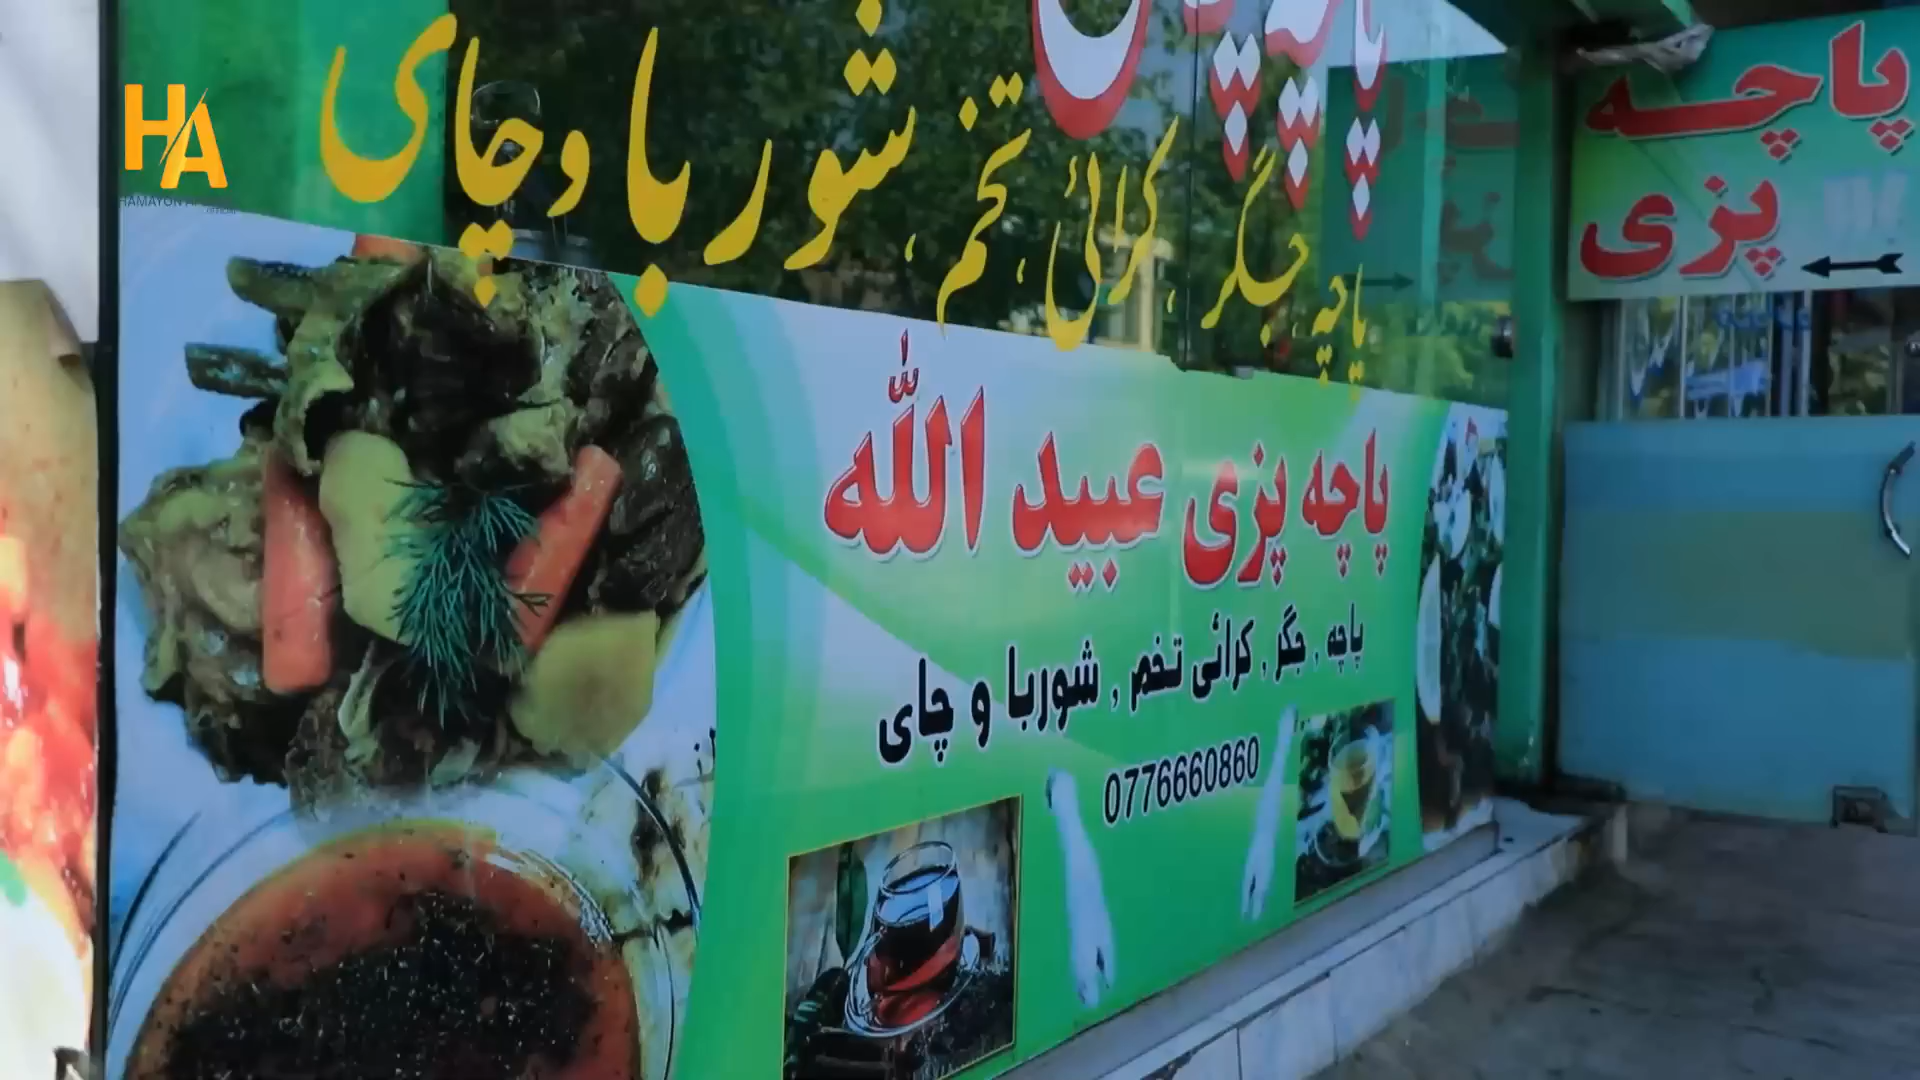 HA
پاچه پزی
پاچه، جگر، کرائی تخم، شوربا و چای
پاچه پزی عبید الله
پاچه , جگر , کرائی تخم , شوربا و چای
0776660860
پاچه
پزی